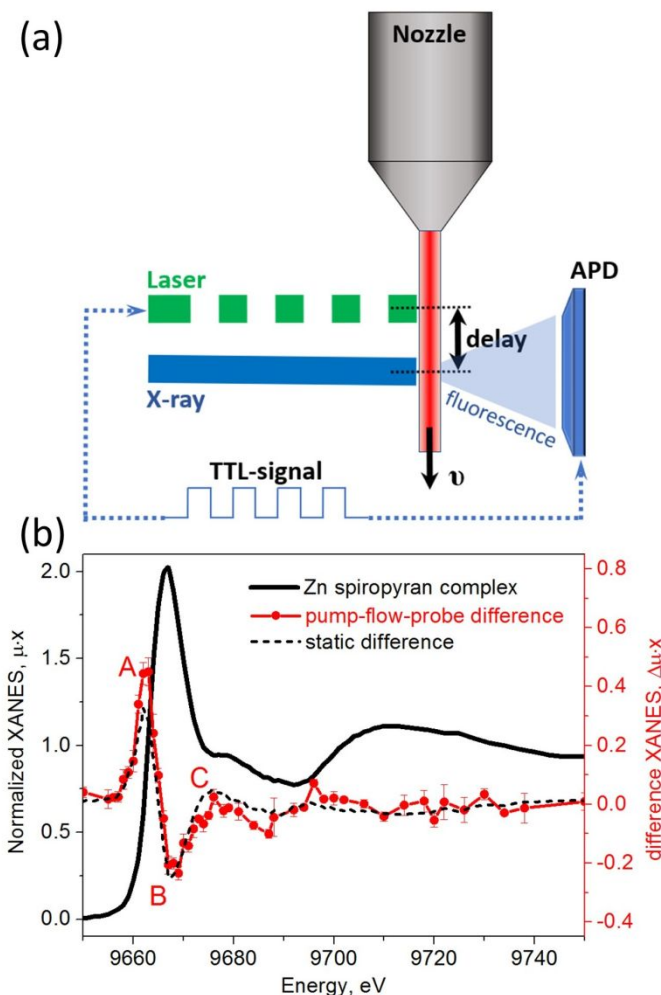 (a)
Nozzle
Laser
APD
delay
X-ray
fluorescence
TTL-signal
υ
(b)
Zn spiropyran complex
pump-flow-probe difference
static difference
A
B
C
Normalized XANES, μ·x
2.0
1.5
1.0
0.5
0.0
difference XANES, Δμ·x
0.8
0.6
0.4
0.2
0.0
-0.2
-0.4
9660 9680 9700 9720 9740
Energy, eV